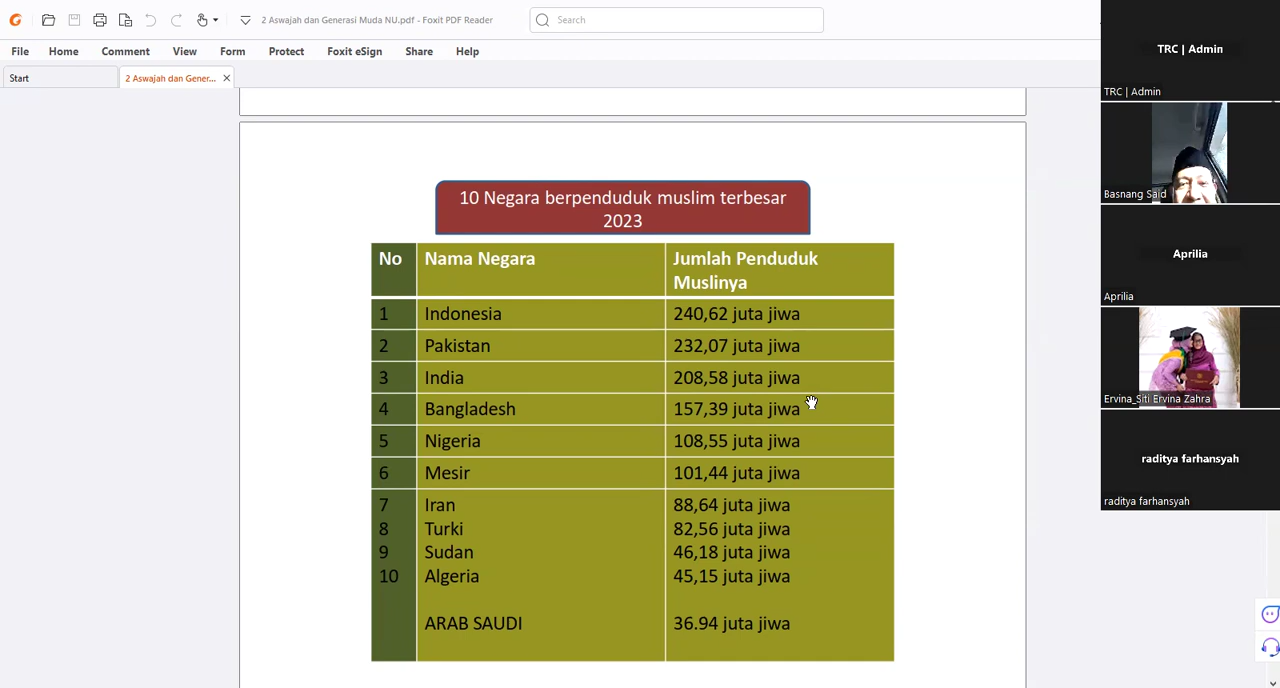 2 Aswajah dan Generasi Muda NU.pdf - Foxit PDF Reader
Search
File Home Comment View Form Protect Foxit eSign Share Help
Start
2 Aswajah dan Gener...
10 Negara berpenduduk muslim terbesar
2023
No Nama Negara Jumlah Penduduk
Muslinya
1 Indonesia 240,62 juta jiwa
2 Pakistan 232,07 juta jiwa
3 India 208,58 juta jiwa
4 Bangladesh 157,39 juta jiwa
5 Nigeria 108,55 juta jiwa
6 Mesir 101,44 juta jiwa
7 Iran 88,64 juta jiwa
8 Turki 82,56 juta jiwa
9 Sudan 46,18 juta jiwa
10 Algeria 45,15 juta jiwa
ARAB SAUDI 36.94 juta jiwa
TRC | Admin
TRC | Admin
Basnang Said
Aprilia
Aprilia
Ervina_Siti Ervina Zahra
raditya farhansyah
raditya farhansyah